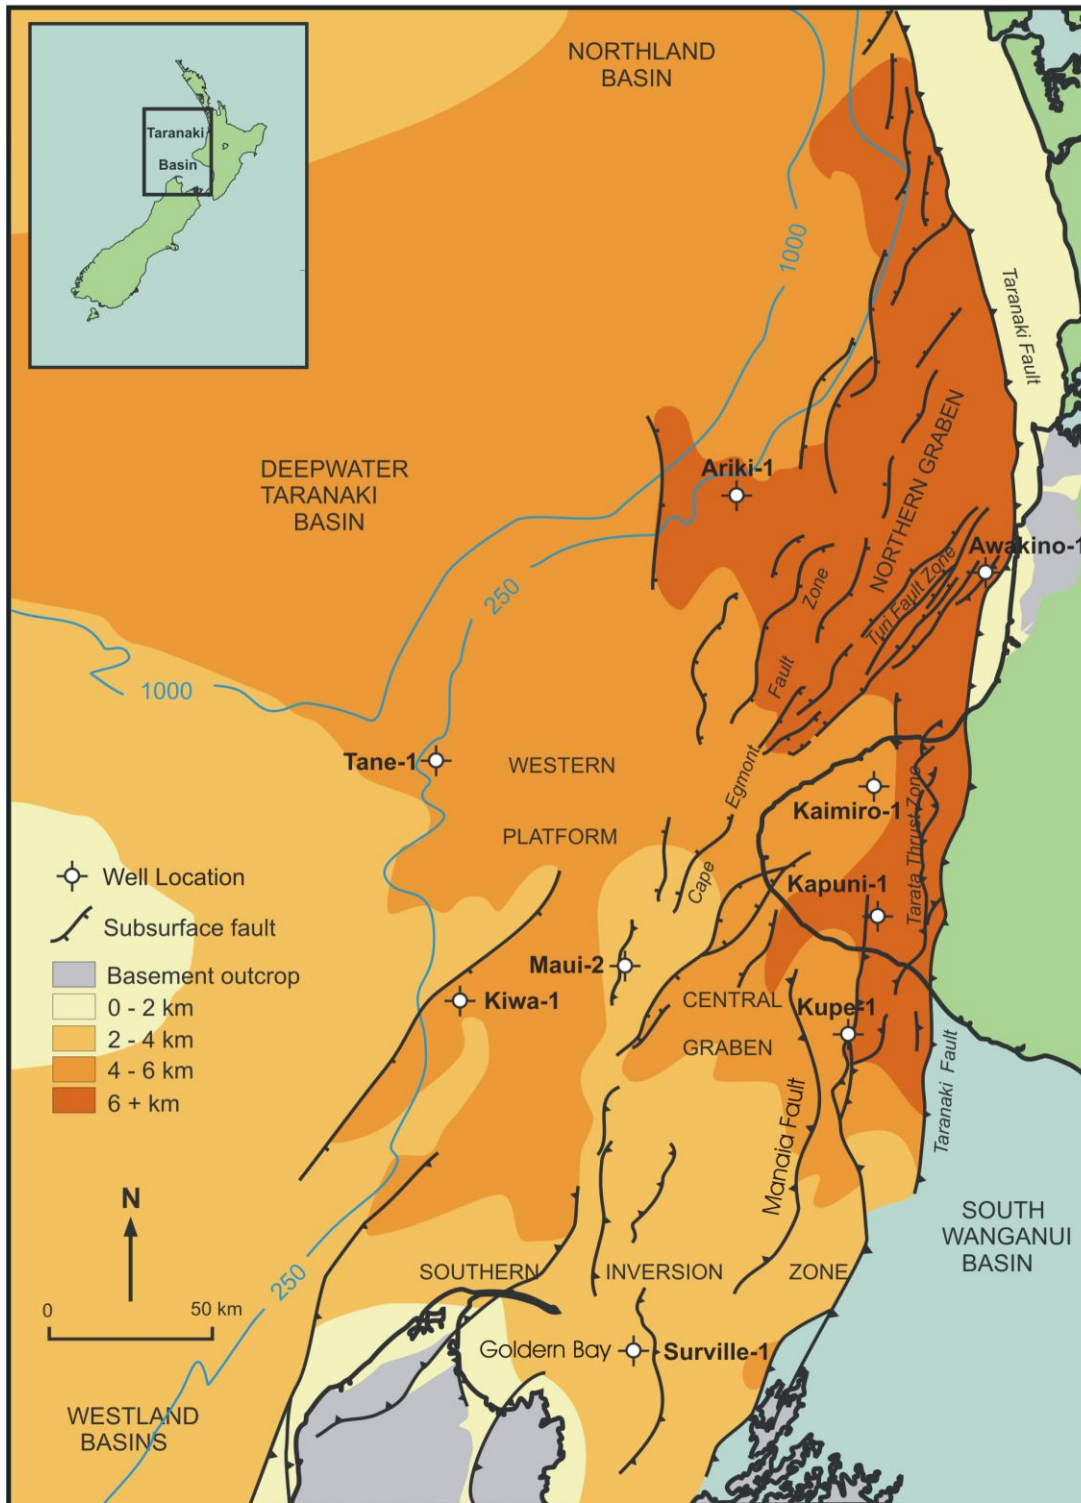 NORTHLAND
BASIN
Taranaki
Basin
1000
Taranaki Fault
DEEPWATER
TARANAKI
BASIN
Ariki-1
NORTHERN GRABEN
Awakino-1
250
Zone
Turi Fault Zone
Fault
1000
Egmont
Tane-1
WESTERN
Kaimiro-1
PLATFORM
Cape
Tarata Thrust Zone
Kapuni-1
Well Location
Subsurface fault
Basement outcrop
0 - 2 km
2 - 4 km
4 - 6 km
6 + km
Maui-2
Kiwa-1
CENTRAL
GRABEN
Kupe-1
Taranaki Fault
Manaia Fault
N
SOUTH
WANGANUI
BASIN
0 50 km
250
SOUTHERN INVERSION ZONE
Goldern Bay Surville-1
WESTLAND
BASINS